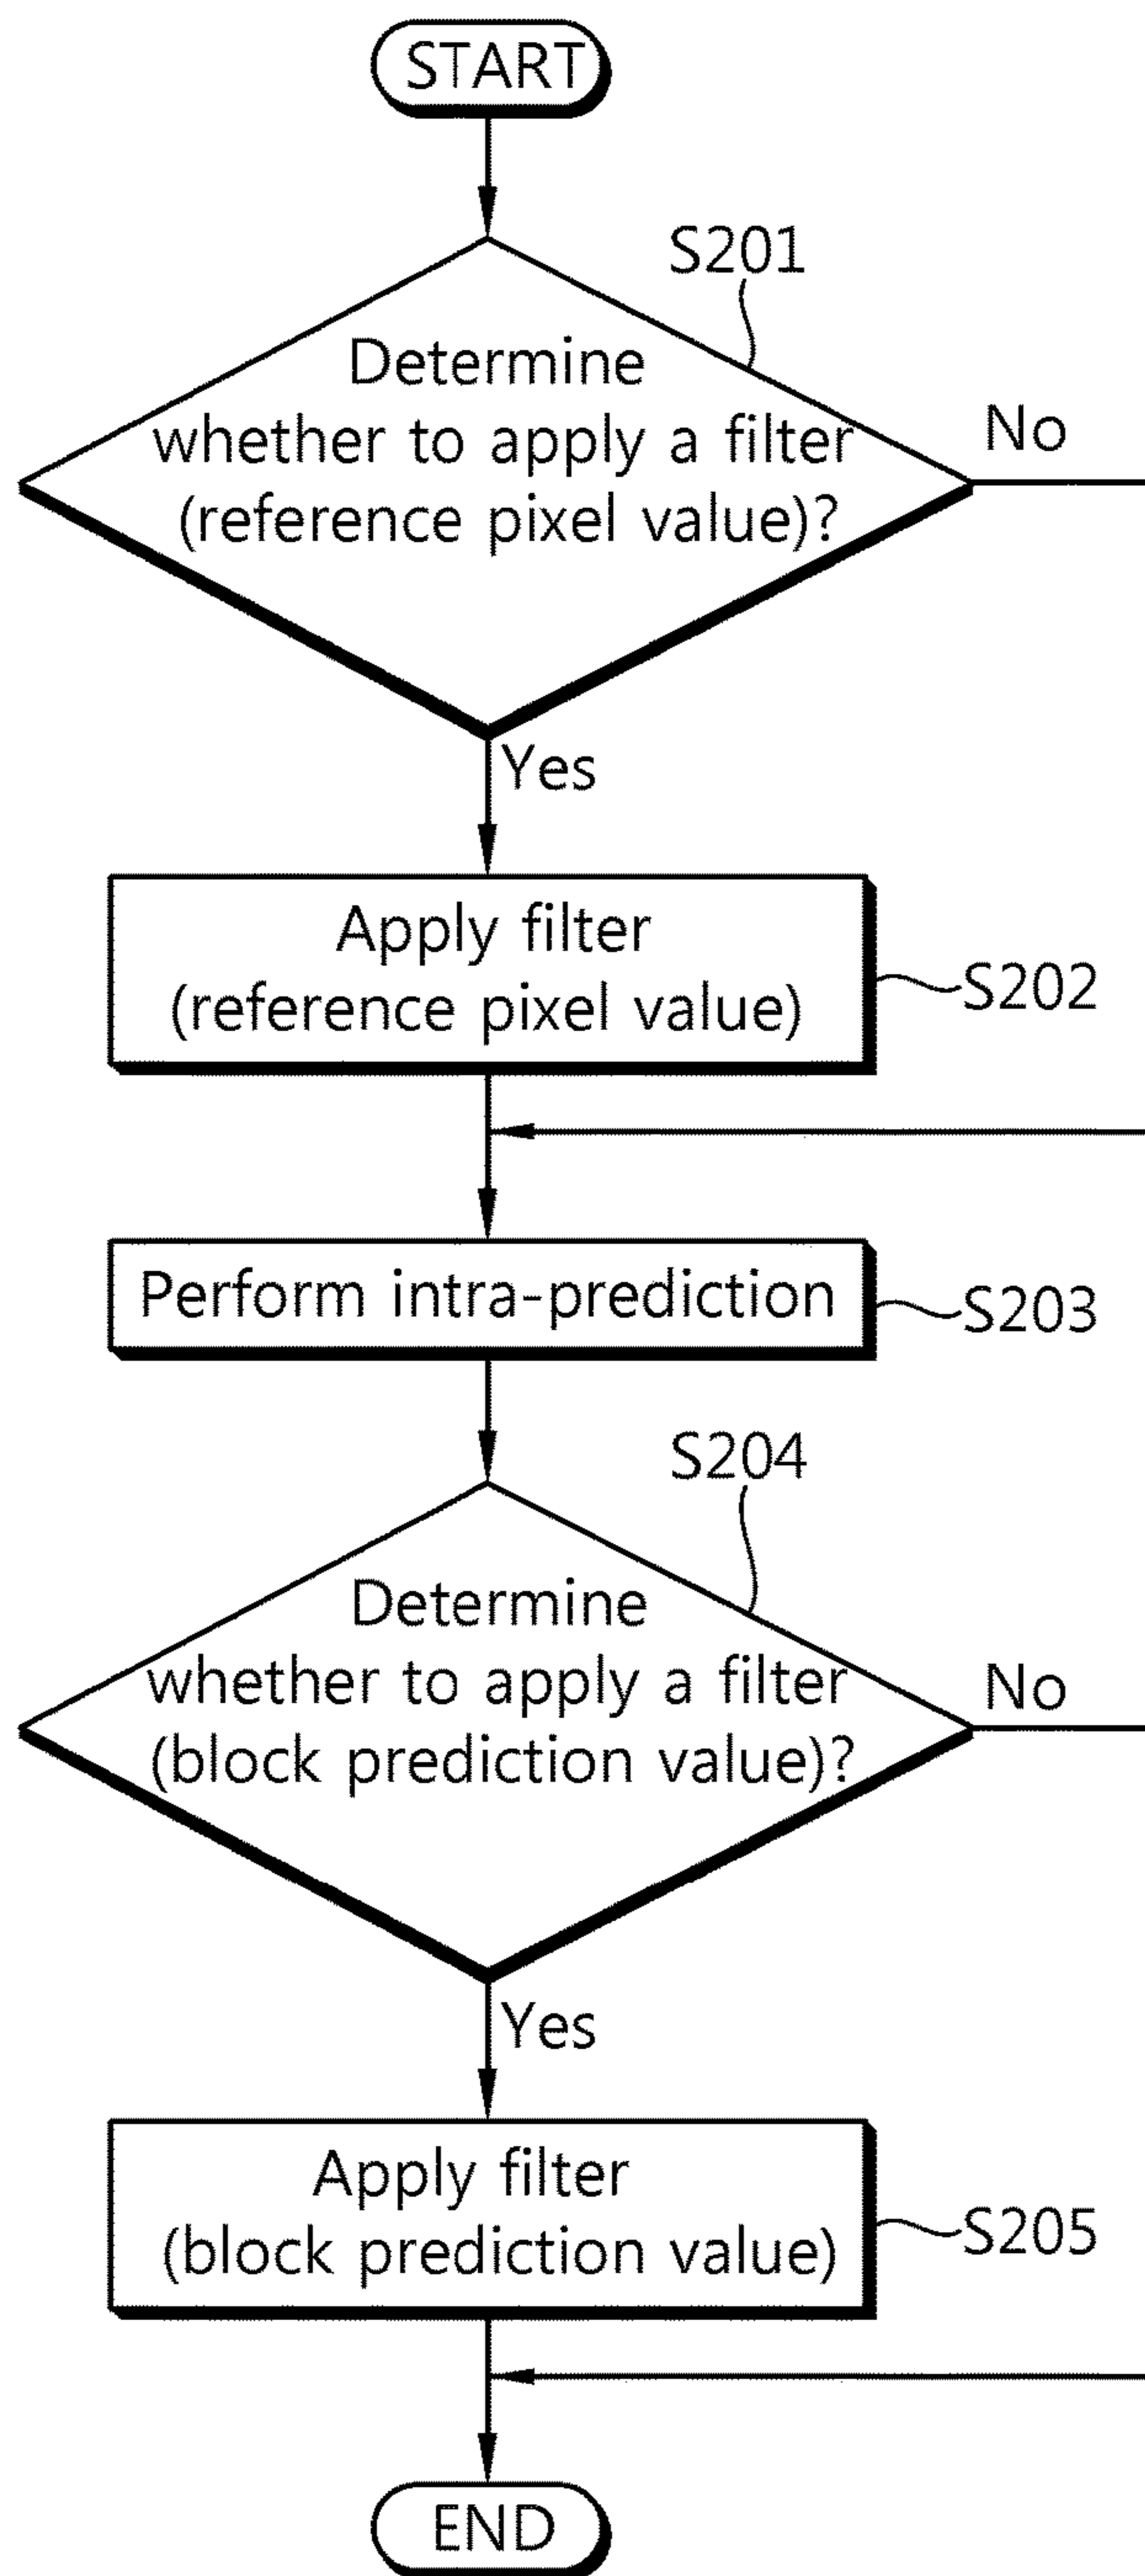 START
S201
Determine
whether to apply a filter
(reference pixel value)?
No
Yes
Apply filter
(reference pixel value)
S202
Perform intra-prediction
S203
S204
Determine
whether to apply a filter
(block prediction value)?
No
Yes
Apply filter
(block prediction value)
S205
END